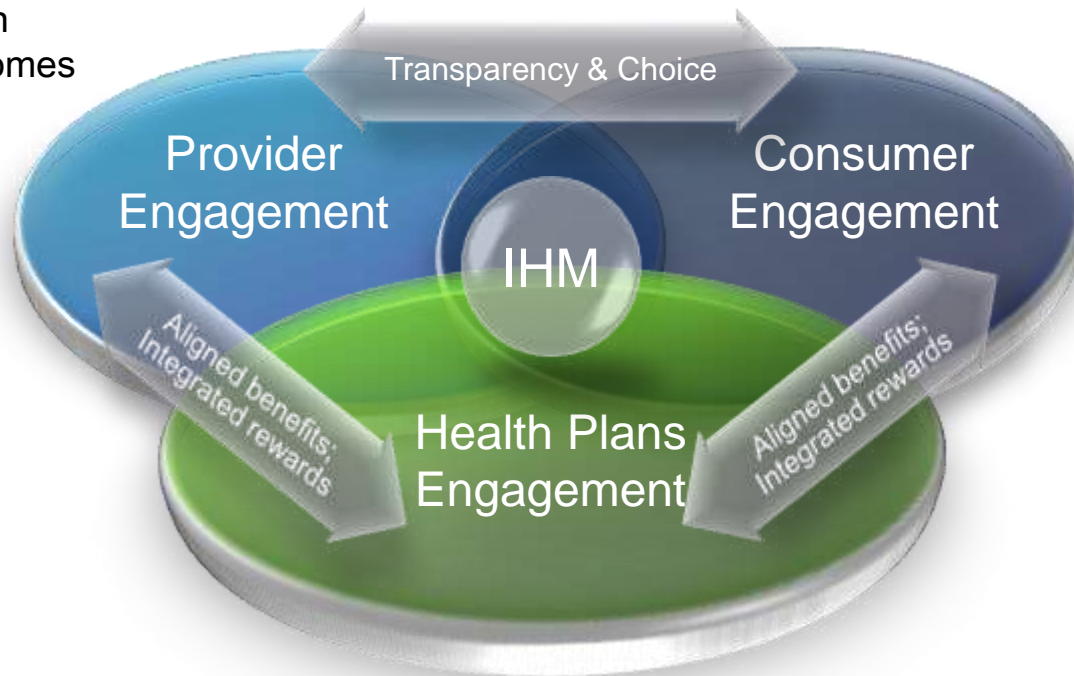 Transparency & Choice
Provider
Engagement
Consumer
Engagement
IHM
Aligned benefits;
Integrated rewards
Aligned benefits;
Integrated rewards
Health Plans
Engagement